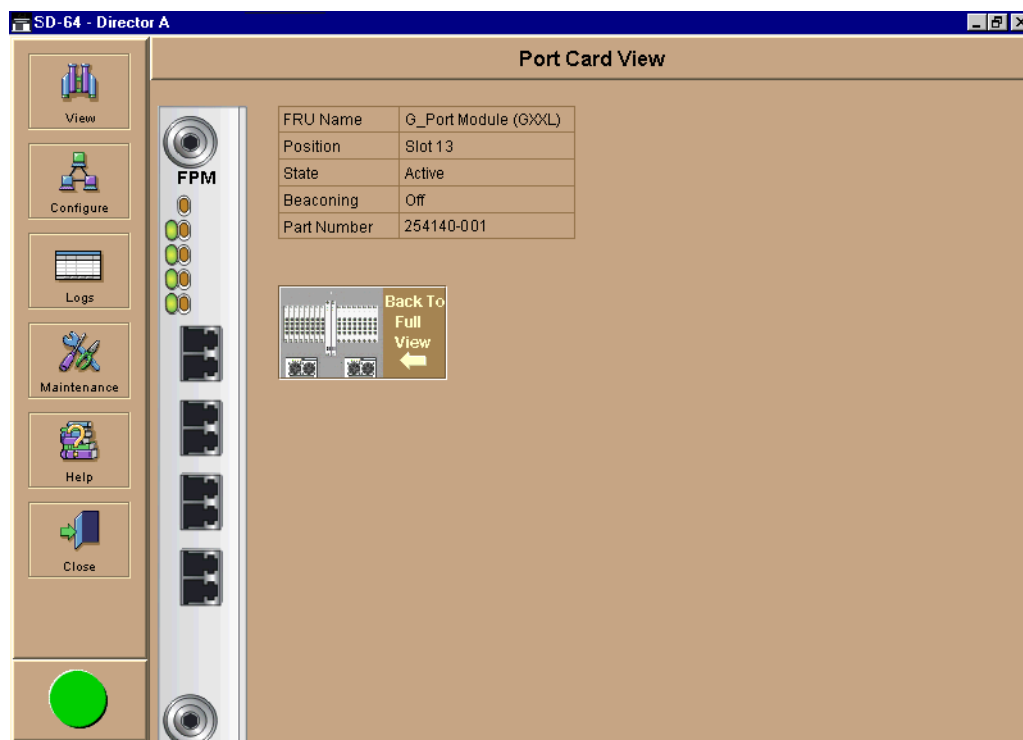 SD-64 - Director A
Port Card View
View
Configure
Logs
Maintenance
Help
Close
FPM
FRU Name G_Port Module (GXXL)
Position Slot 13
State Active
Beaconing Off
Part Number 254140-001
Back To
Full
View